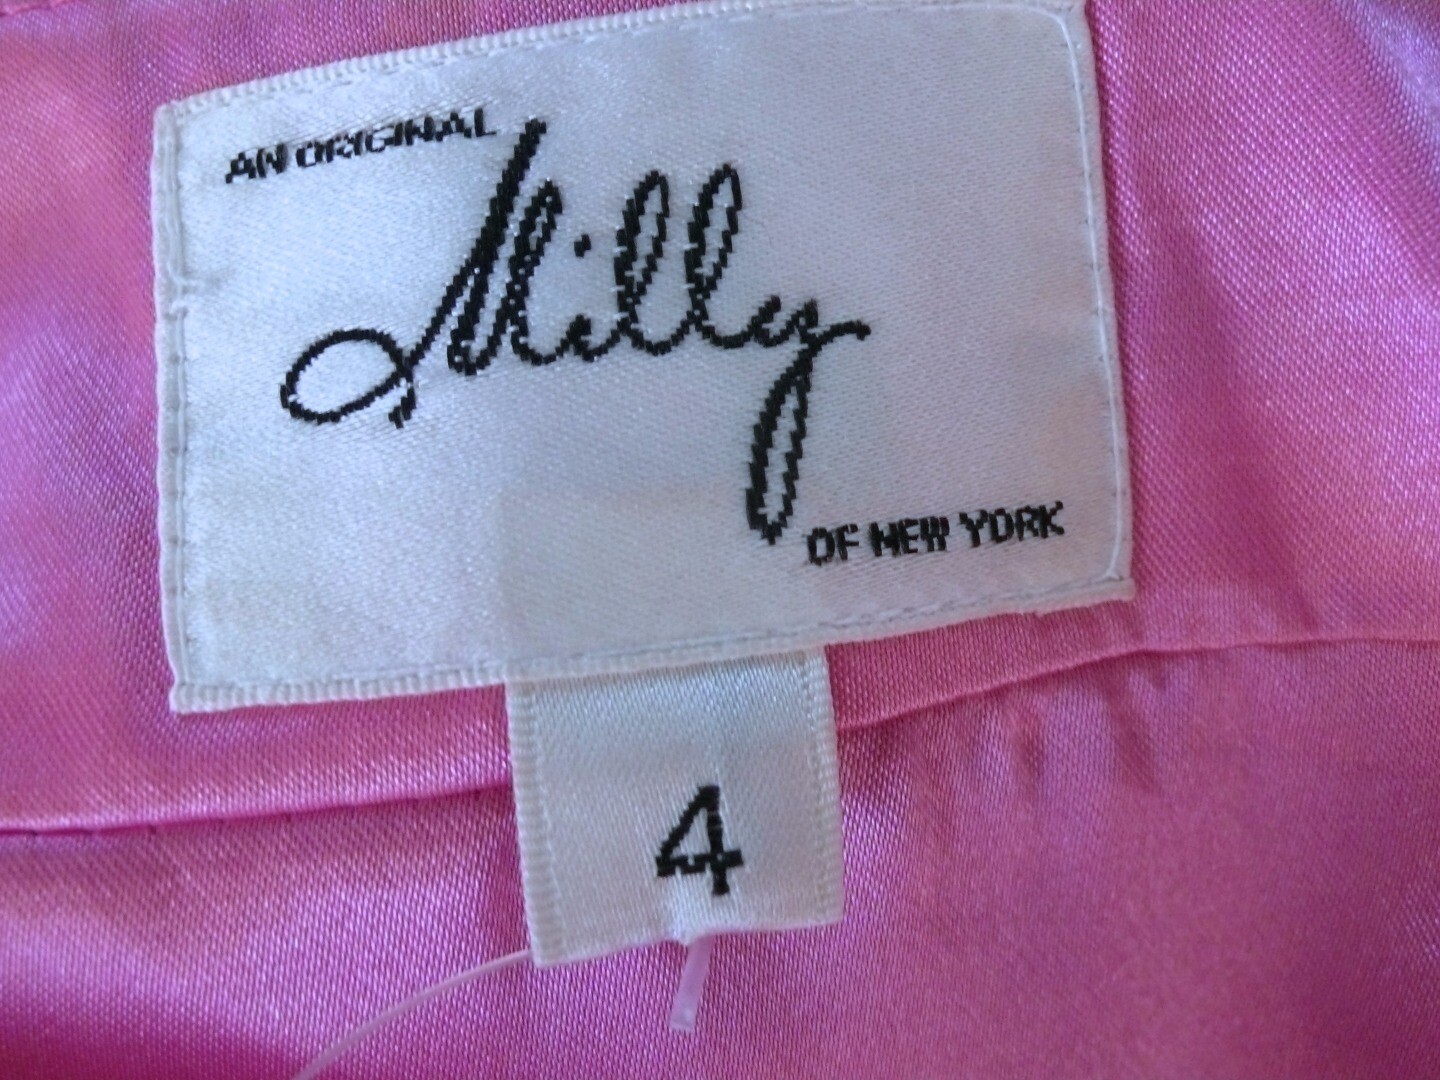 AN ORIGINAL
Milly
OF NEW YORK
4